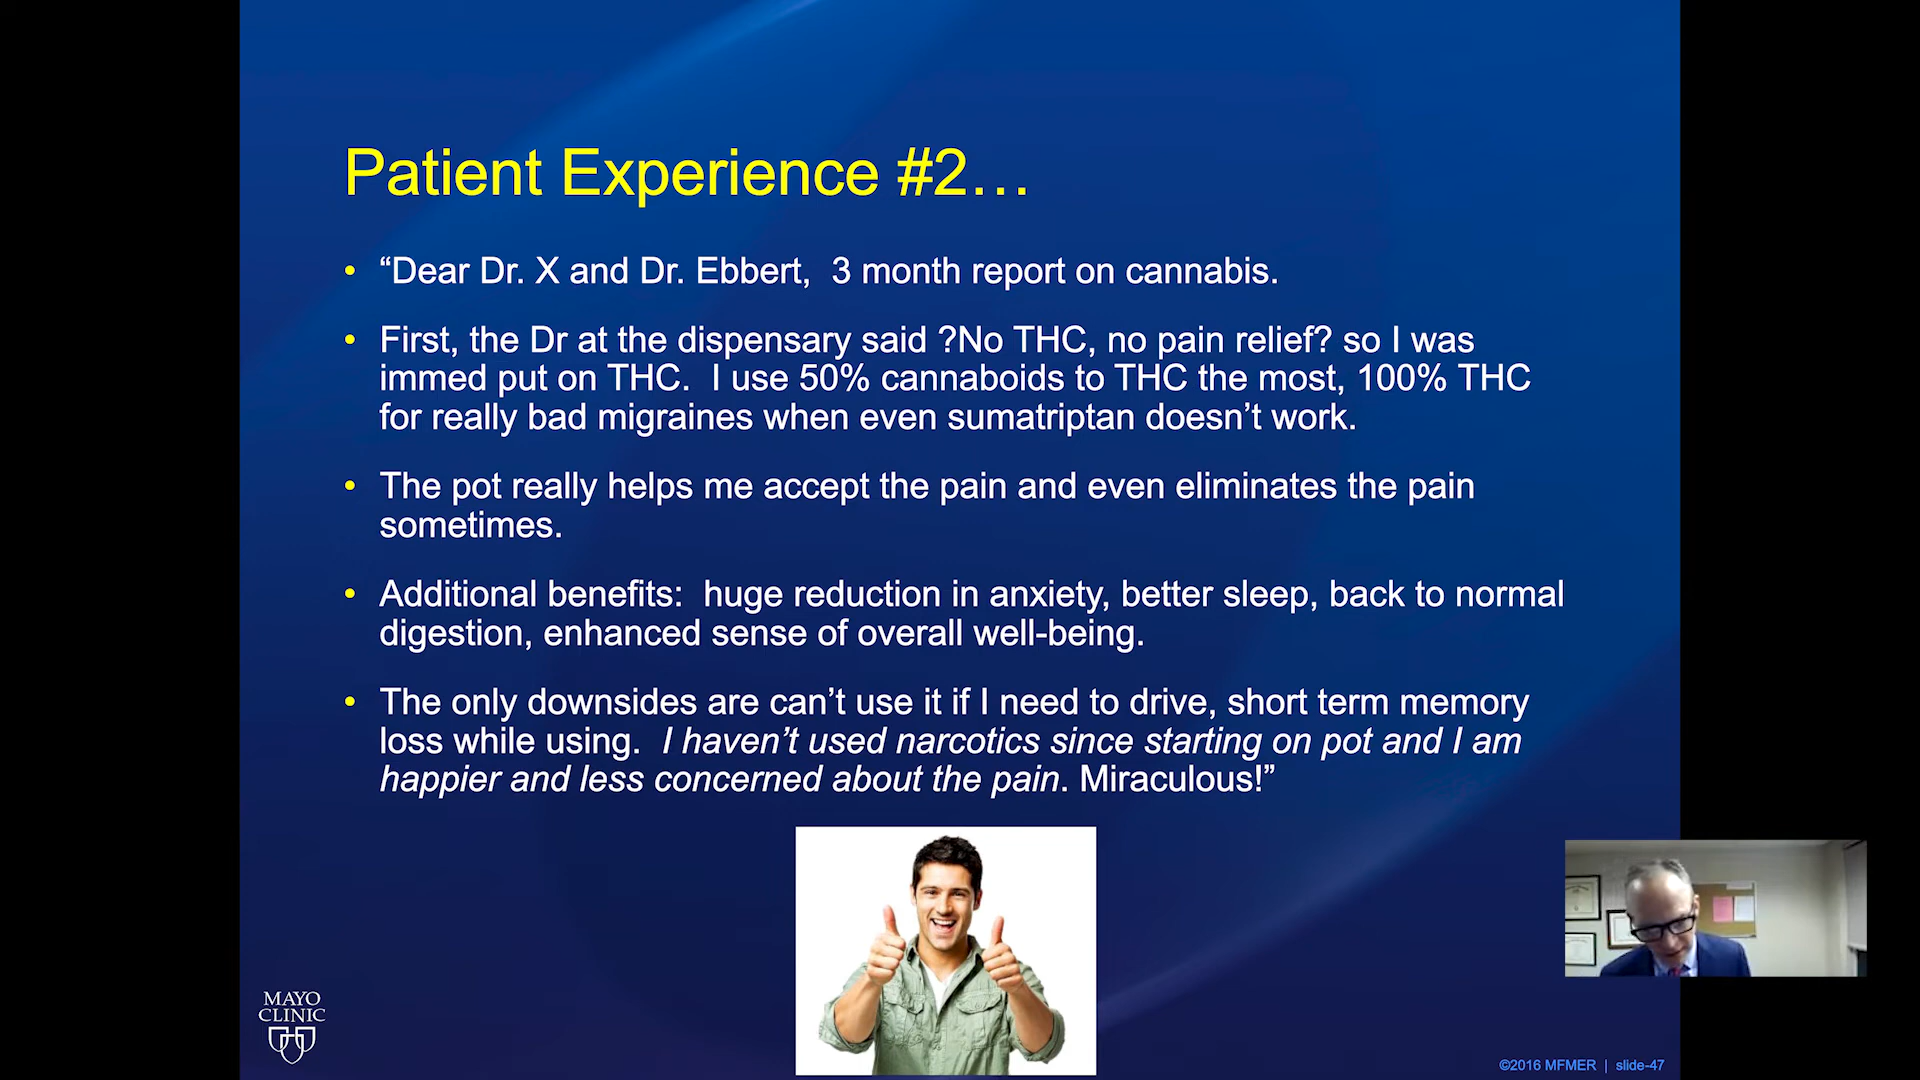 Patient Experience #2…
• “Dear Dr. X and Dr. Ebbert,  3 month report on cannabis.
• First, the Dr at the dispensary said ?No THC, no pain relief? so I was
immed put on THC.  I use 50% cannaboids to THC the most, 100% THC
for really bad migraines when even sumatriptan doesn’t work.
• The pot really helps me accept the pain and even eliminates the pain
sometimes.
• Additional benefits:  huge reduction in anxiety, better sleep, back to normal
digestion, enhanced sense of overall well-being.
• The only downsides are can’t use it if I need to drive, short term memory
loss while using.  I haven’t used narcotics since starting on pot and I am
happier and less concerned about the pain. Miraculous!”
MAYO
CLINIC
©2016 MFMER | slide-47